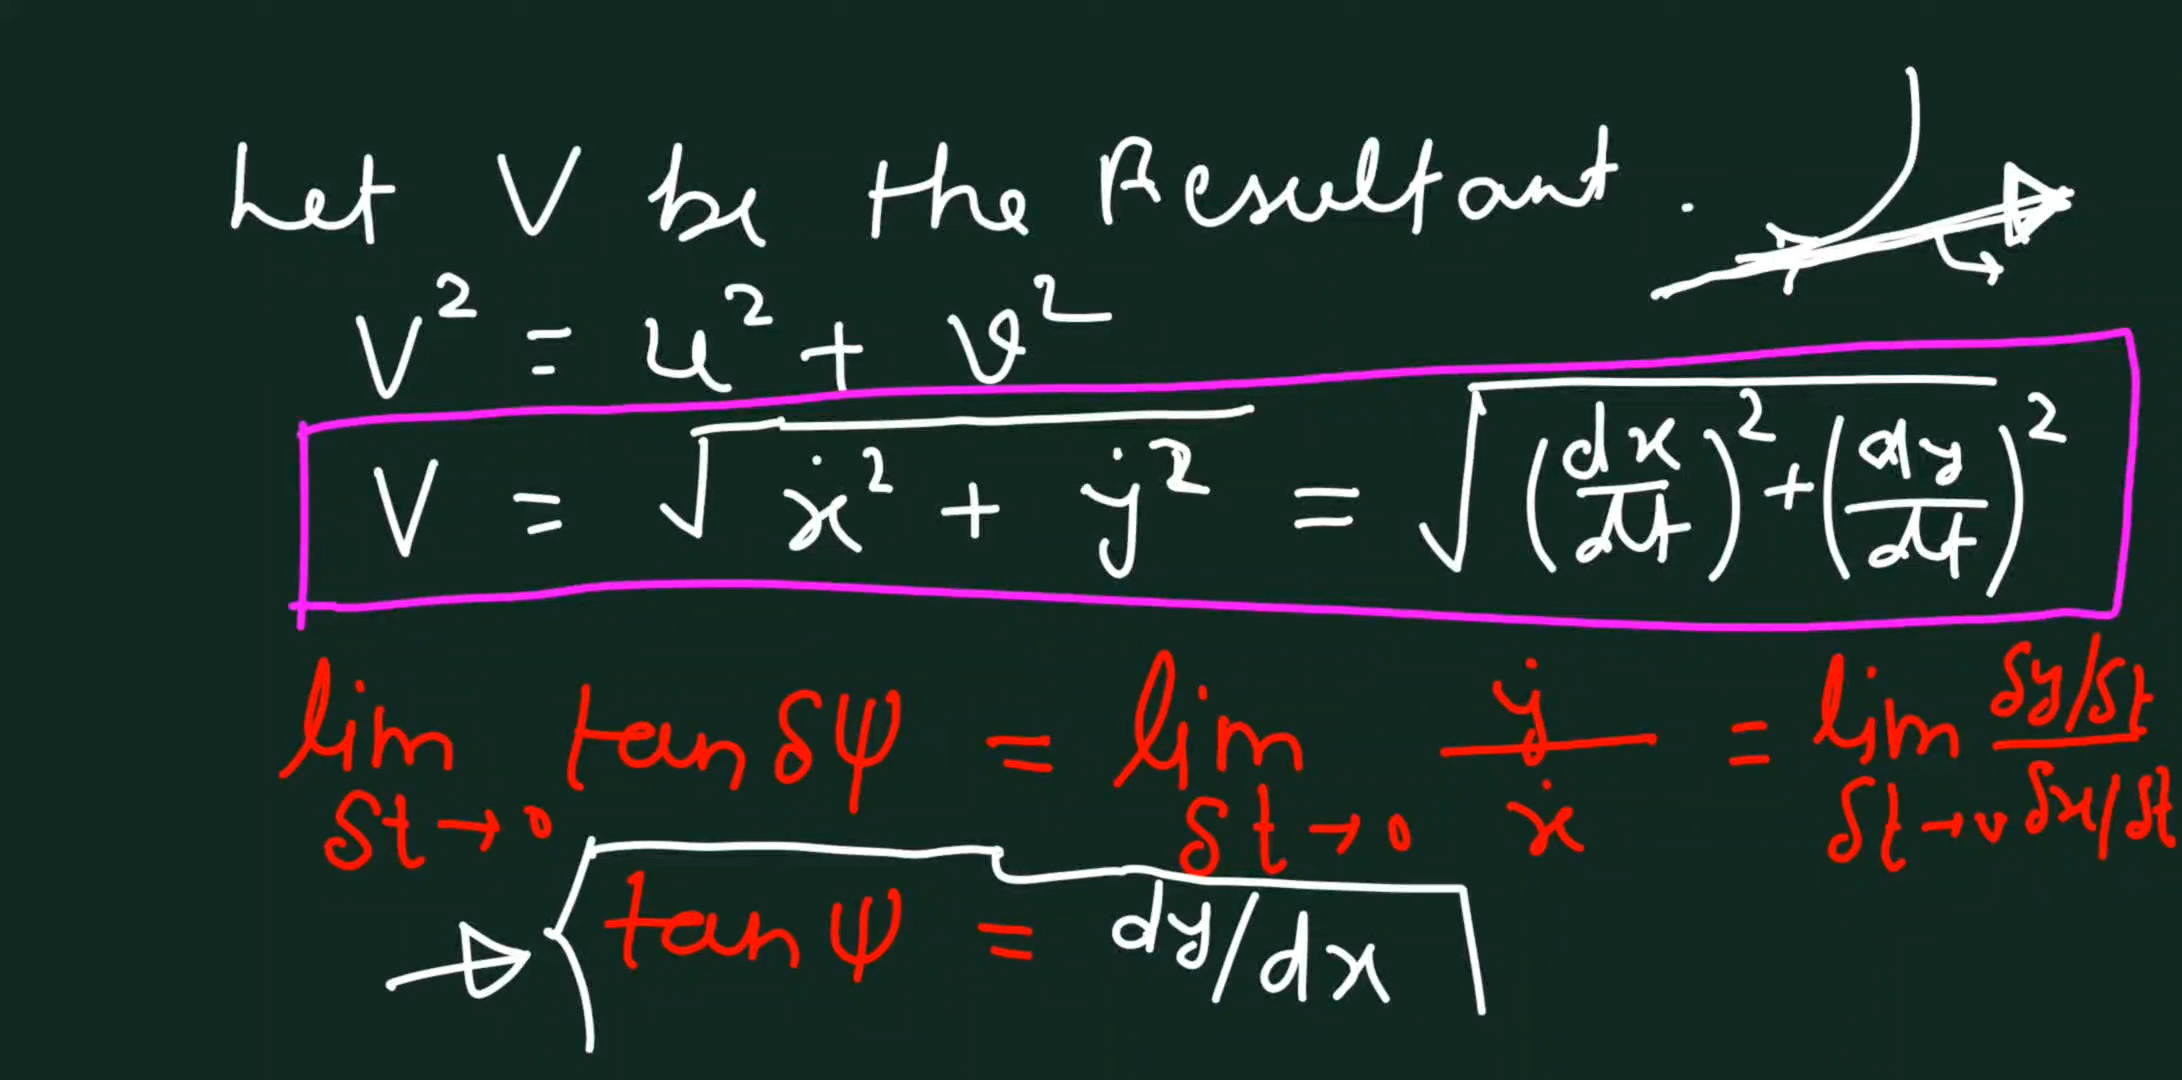 Let V be the Resultant.
V² = u² + v²
V = √(ẋ² + ẏ²) = √((dx/dt)² + (dy/dt)²)
lim δt→0 tan δψ = lim δt→0 ẏ/ẋ = lim δt→0 (δy/δt)/(δx/δt)
tan ψ = dy/dx